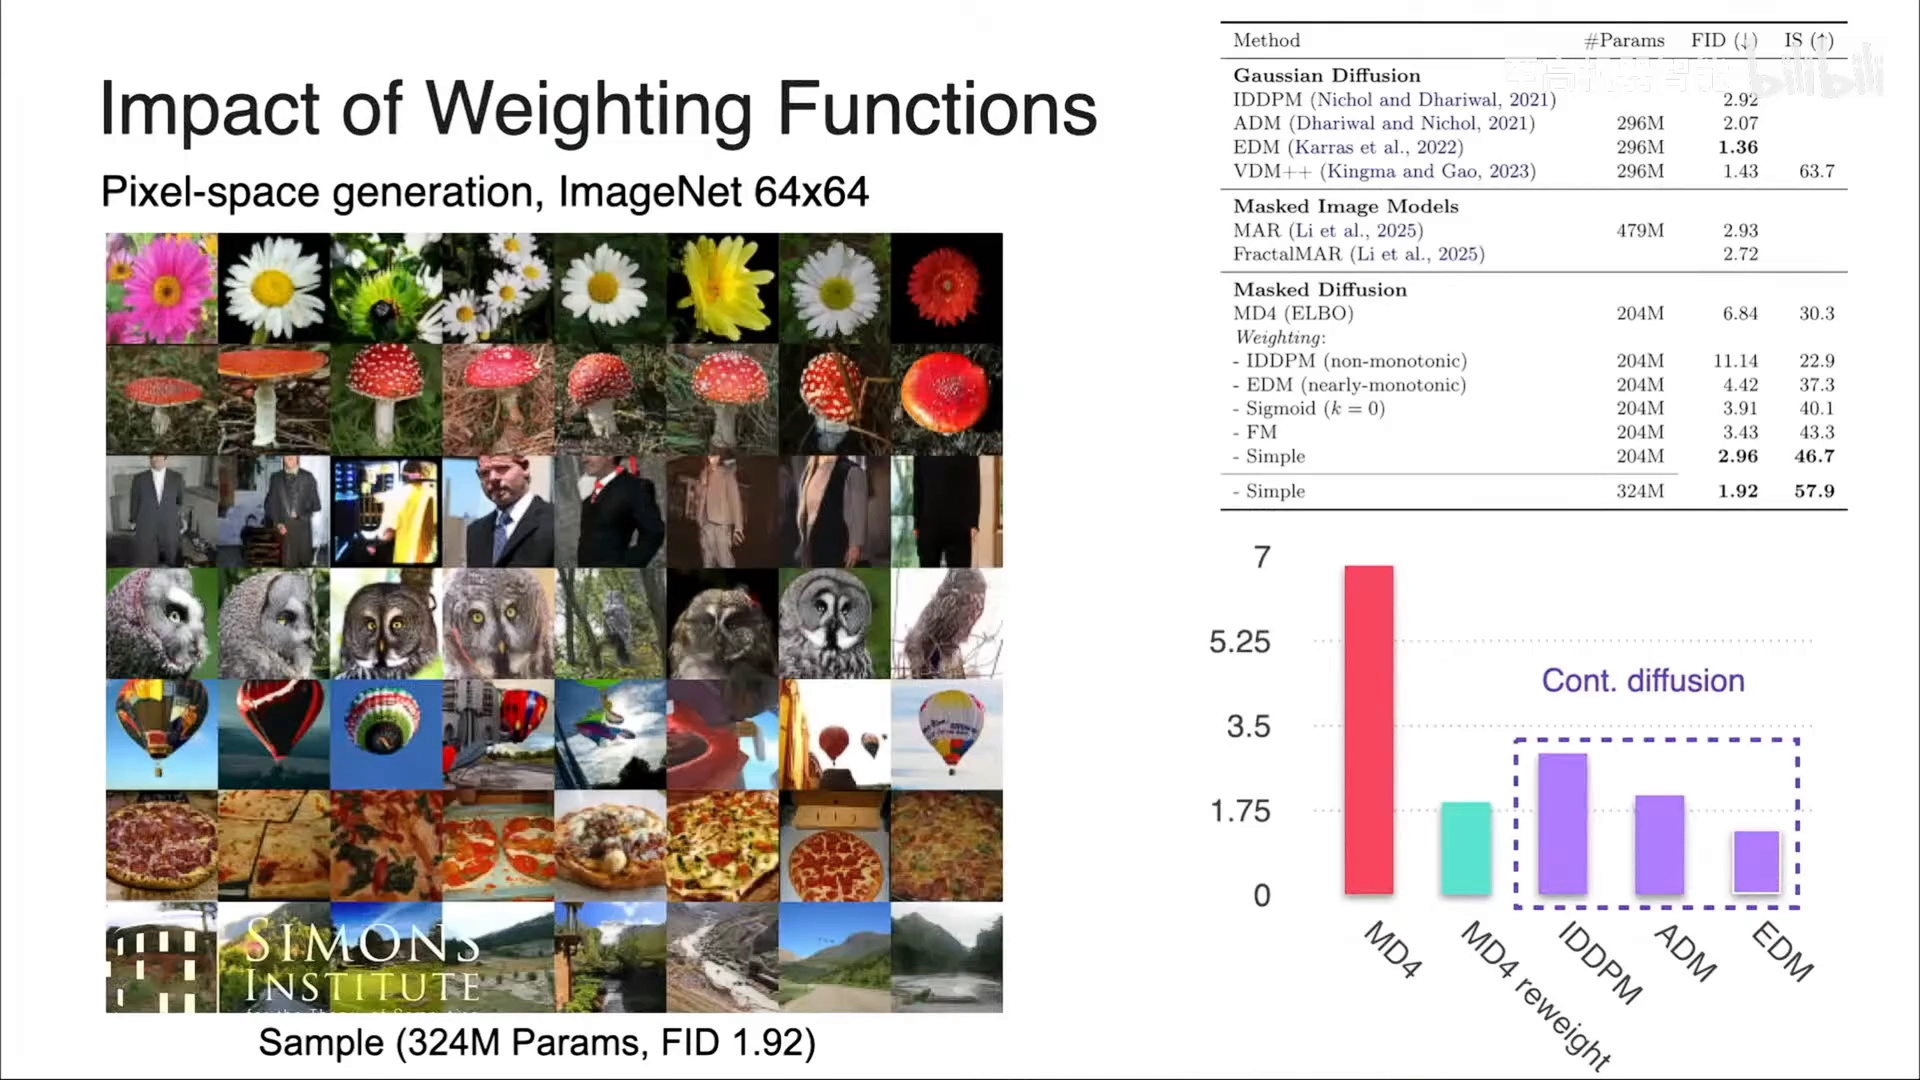 Impact of Weighting Functions
Pixel-space generation, ImageNet 64x64
SIMONS
INSTITUTE
Sample (324M Params, FID 1.92)
Method #Params FID (↓) IS (↑)
Gaussian Diffusion
IDDPM (Nichol and Dhariwal, 2021) 2.92
ADM (Dhariwal and Nichol, 2021) 296M 2.07
EDM (Karras et al., 2022) 296M 1.36
VDM++ (Kingma and Gao, 2023) 296M 1.43 63.7
Masked Image Models
MAR (Li et al., 2025) 479M 2.93
FractalMAR (Li et al., 2025) 2.72
Masked Diffusion
MD4 (ELBO) 204M 6.84 30.3
Weighting:
- IDDPM (non-monotonic) 204M 11.14 22.9
- EDM (nearly-monotonic) 204M 4.42 37.3
- Sigmoid (k = 0) 204M 3.91 40.1
- FM 204M 3.43 43.3
- Simple 204M 2.96 46.7
- Simple 324M 1.92 57.9
bilibili
7
5.25
3.5
1.75
0
Cont. diffusion
MD4
MD4 reweight
IDDPM
ADM
EDM